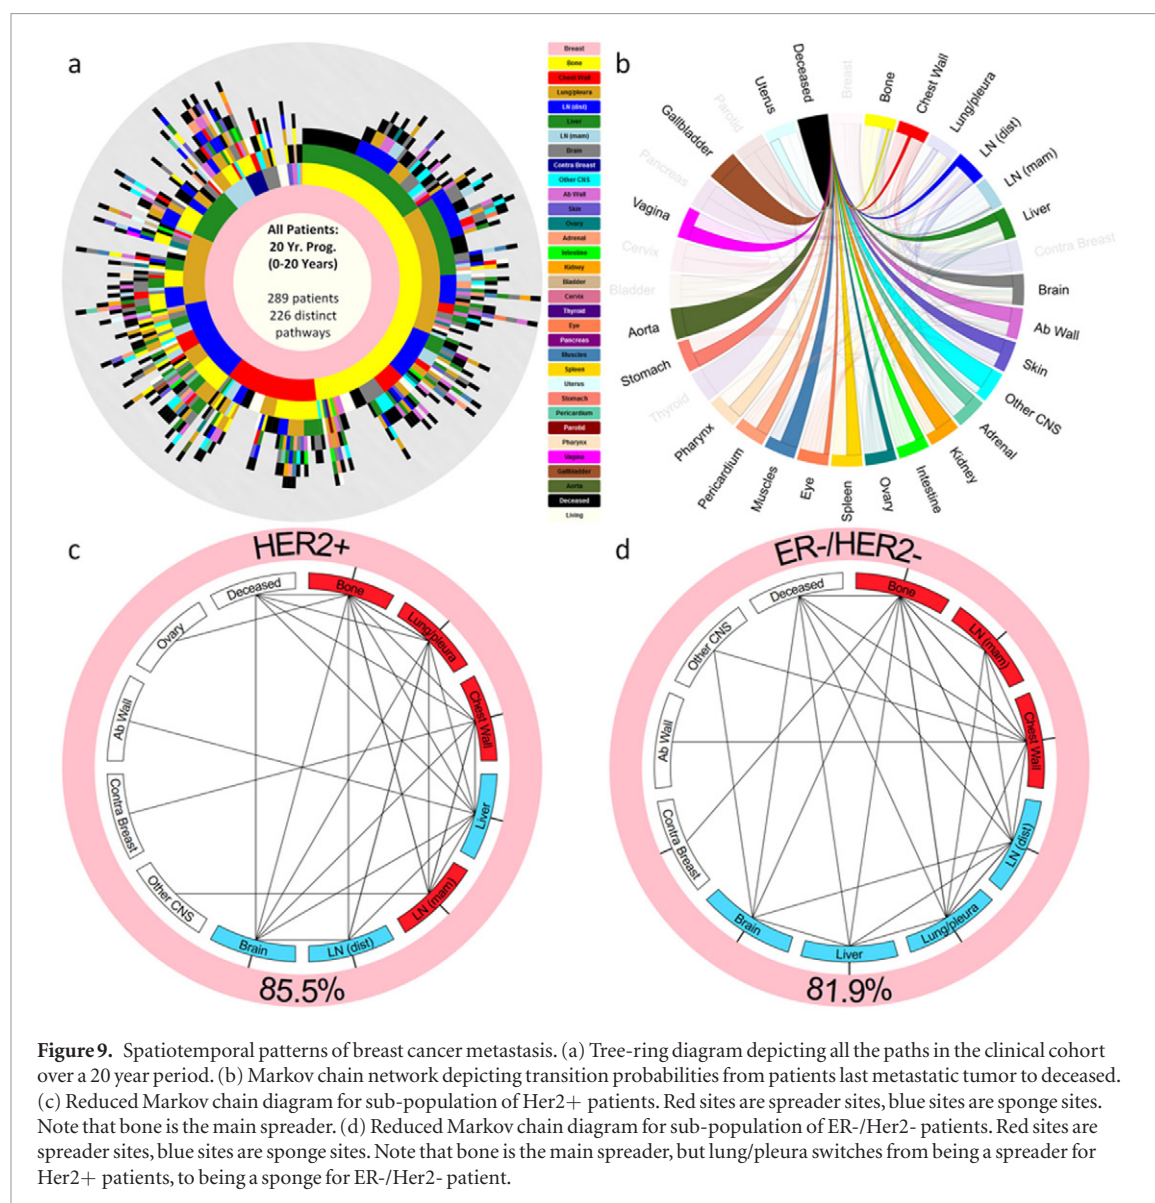 a
All Patients:
20 Yr. Prog.
(0-20 Years)
289 patients
226 distinct
pathways
Breast
Bone
Chest Wall
Lung/pleura
LN (dist)
Liver
LN (mam)
Brain
Contra Breast
Other CNS
Ab Wall
Skin
Ovary
Adrenal
Intestine
Kidney
Bladder
Cervix
Thyroid
Eye
Pancreas
Muscles
Spleen
Uterus
Stomach
Pericardium
Parotid
Pharynx
Vagina
Gallbladder
Aorta
Deceased
Living
b
Breast
Bone
Chest Wall
Lung/pleura
LN (dist)
LN (mam)
Liver
Contra Breast
Brain
Ab Wall
Skin
Other CNS
Adrenal
Kidney
Intestine
Ovary
Spleen
Eye
Muscles
Pericardium
Pharynx
Thyroid
Stomach
Aorta
Bladder
Cervix
Vagina
Pancreas
Gallbladder
Parotid
Uterus
Deceased
c
HER2+
Bone
Lung/pleura
Chest Wall
Liver
LN (mam)
LN (dist)
Brain
Other CNS
Contra Breast
Ab Wall
Ovary
Deceased
85.5%
d
ER-/HER2-
Bone
LN (mam)
Chest Wall
LN (dist)
Lung/pleura
Liver
Brain
Contra Breast
Ab Wall
Other CNS
Deceased
81.9%
Figure 9. Spatiotemporal patterns of breast cancer metastasis. (a) Tree-ring diagram depicting all the paths in the clinical cohort
over a 20 year period. (b) Markov chain network depicting transition probabilities from patients last metastatic tumor to deceased.
(c) Reduced Markov chain diagram for sub-population of Her2+ patients. Red sites are spreader sites, blue sites are sponge sites.
Note that bone is the main spreader. (d) Reduced Markov chain diagram for sub-population of ER-/Her2- patients. Red sites are
spreader sites, blue sites are sponge sites. Note that bone is the main spreader, but lung/pleura switches from being a spreader for
Her2+ patients, to being a sponge for ER-/Her2- patient.